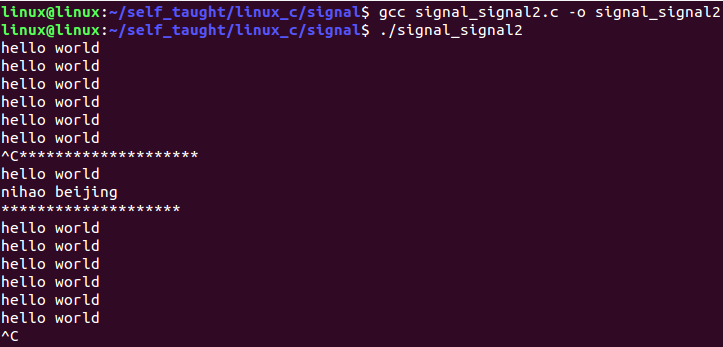 linux@linux:~/self_taught/linux_c/signal$ gcc signal_signal2.c -o signal_signal2
linux@linux:~/self_taught/linux_c/signal$ ./signal_signal2
hello world
hello world
hello world
hello world
hello world
hello world
^C********************
hello world
nihao beijing
********************
hello world
hello world
hello world
hello world
hello world
hello world
^C